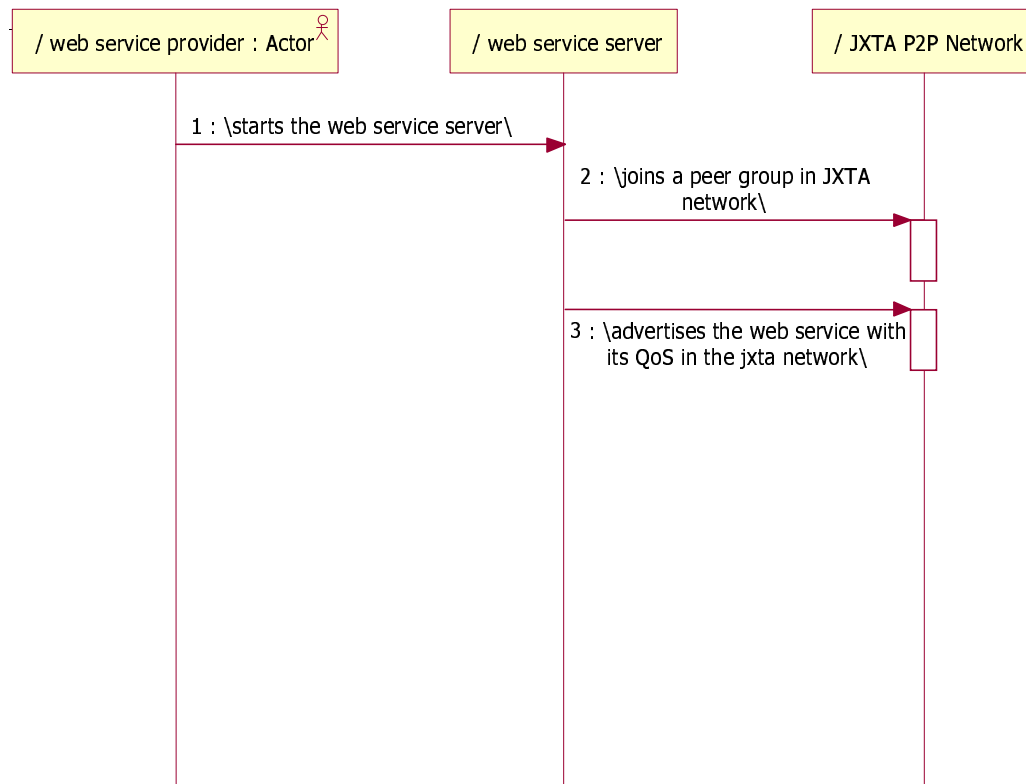 / web service provider : Actor
/ web service server
/ JXTA P2P Network
1 : \starts the web service server\
2 : \joins a peer group in JXTA
network\
3 : \advertises the web service with
its QoS in the jxta network\